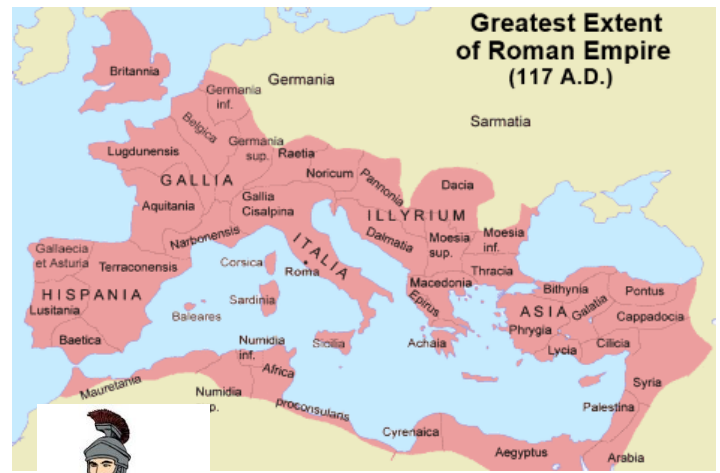 Greatest Extent
of Roman Empire
(117 A.D.)
Britannia
Germania
Germania
inf.
Sarmatia
Belgica
Lugdunensis
Germania
sup.
Raetia
Noricum
Pannonia
Dacia
GALLIA
Aquitania
Gallia
Cisalpina
ILLYRIUM
Dalmatia
Moesia
sup.
Moesia
inf.
Narbonensis
ITALIA
Gallaecia
et Asturia
Terraconensis
Corsica
Roma
Thracia
Macedonia
Epirus
HISPANIA
Lusitania
Baetica
Baleares
Sardinia
Sicilia
Achaia
Bithynia
Pontus
ASIA
Galatia
Cappadocia
Phrygia
Lycia
Cilicia
Numidia
inf.
Africa
proconsularis
Mauretania
Numidia
p.
Syria
Palestina
Cyrenaica
Aegyptus
Arabia